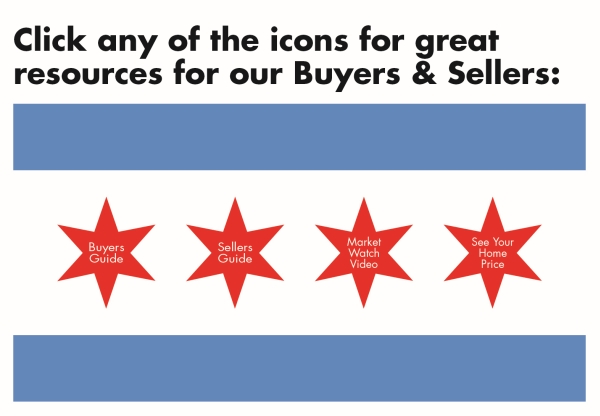 Click any of the icons for great
resources for our Buyers & Sellers:
Buyers
Guide
Sellers
Guide
Market
Watch
Video
See Your
Home
Price